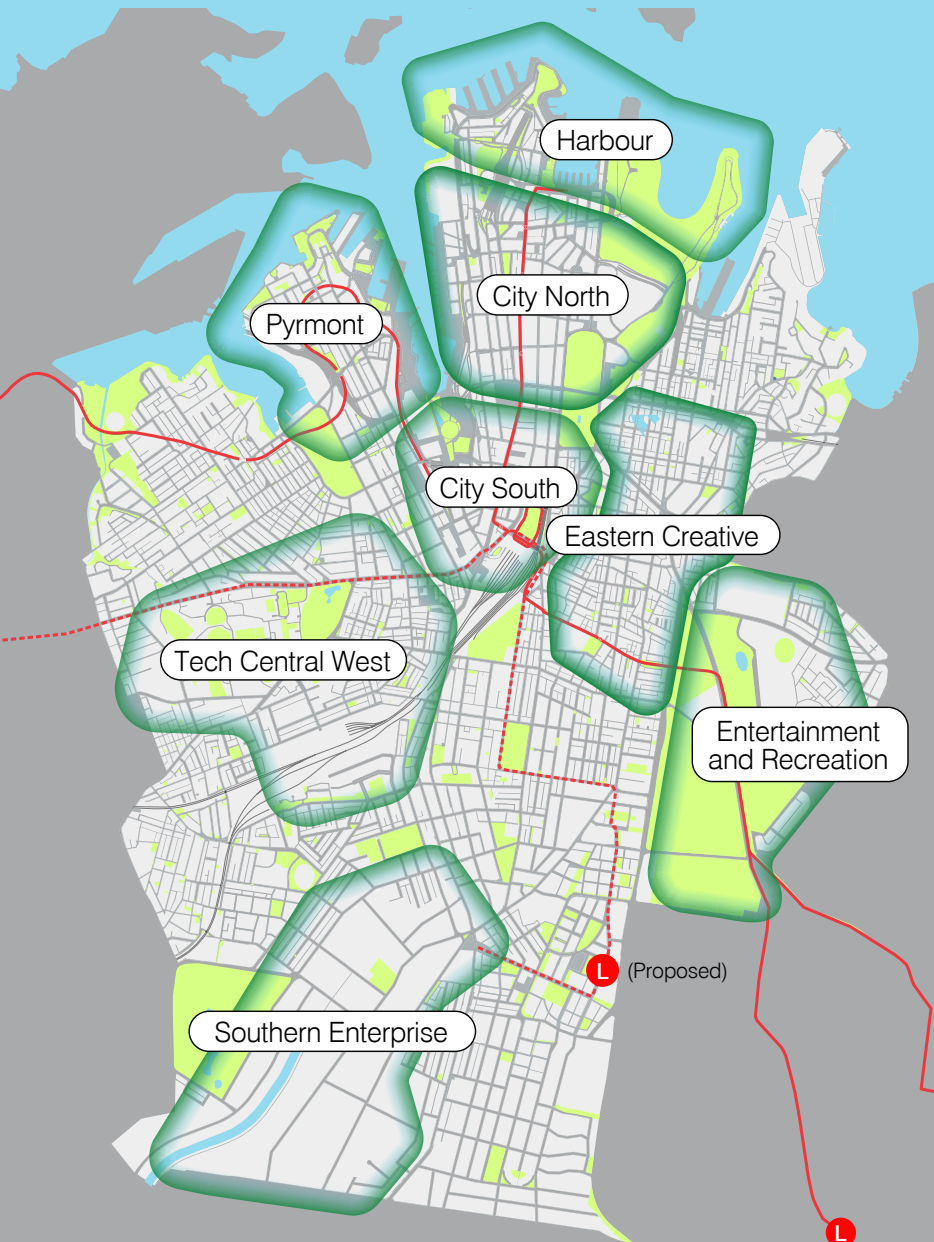 Harbour
City North
Pyrmont
City South
Eastern Creative
Tech Central West
Entertainment
and Recreation
L (Proposed)
Southern Enterprise
L